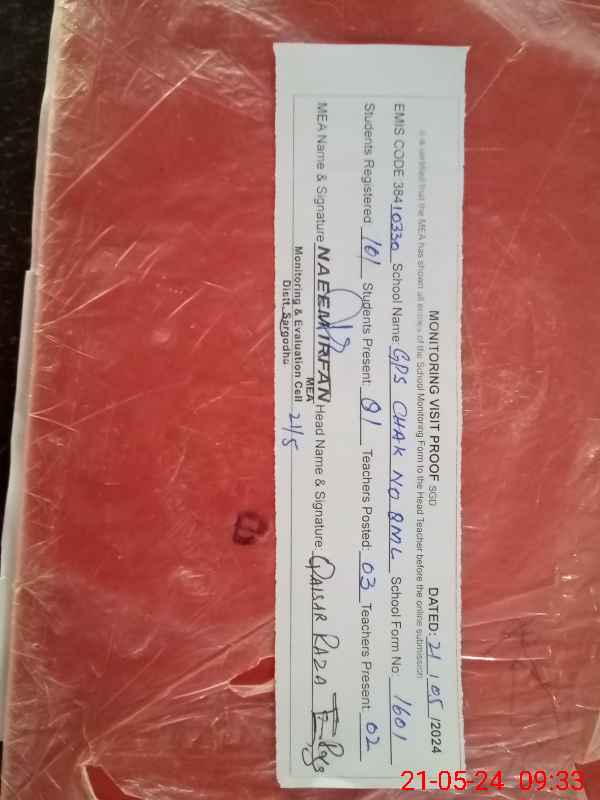 MONITORING VISIT PROOF SGD DATED: 21/05/2024
It is certified that the MEA has shown all entries of the School Monitoring Form to the Head Teacher before the online submission
EMIS CODE 38410330 School Name: GPS CHAK NO 8ML School Form No: 1601
Students Registered: 101 Students Present: 91 Teachers Posted: 03 Teachers Present: 02
MEA Name & Signature NAEEM IRFAN Head Name & Signature: QAISAR RAZA
MEA
Monitoring & Evaluation Cell 21/5
Distt. Sargodha
21-05-24 09:33